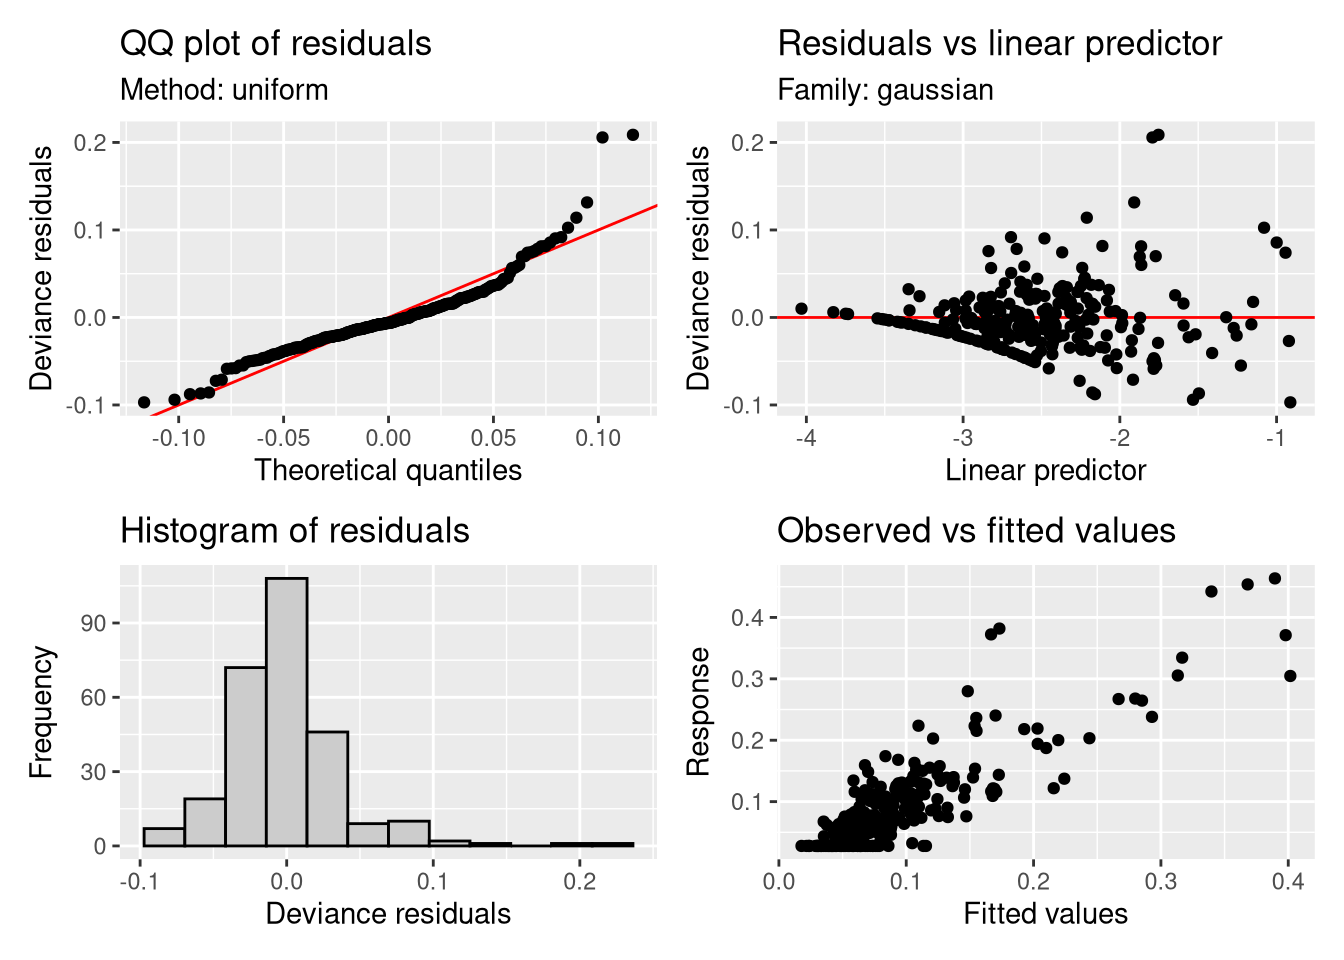 QQ plot of residuals
Method: uniform
Deviance residuals
0.2
0.1
0.0
-0.1
-0.10
-0.05
0.00
0.05
0.10
Theoretical quantiles
Residuals vs linear predictor
Family: gaussian
Deviance residuals
0.2
0.1
0.0
-0.1
-4
-3
-2
-1
Linear predictor
Histogram of residuals
Frequency
90
60
30
0
-0.1
0.0
0.1
0.2
Deviance residuals
Observed vs fitted values
Response
0.4
0.3
0.2
0.1
0.0
0.1
0.2
0.3
0.4
Fitted values